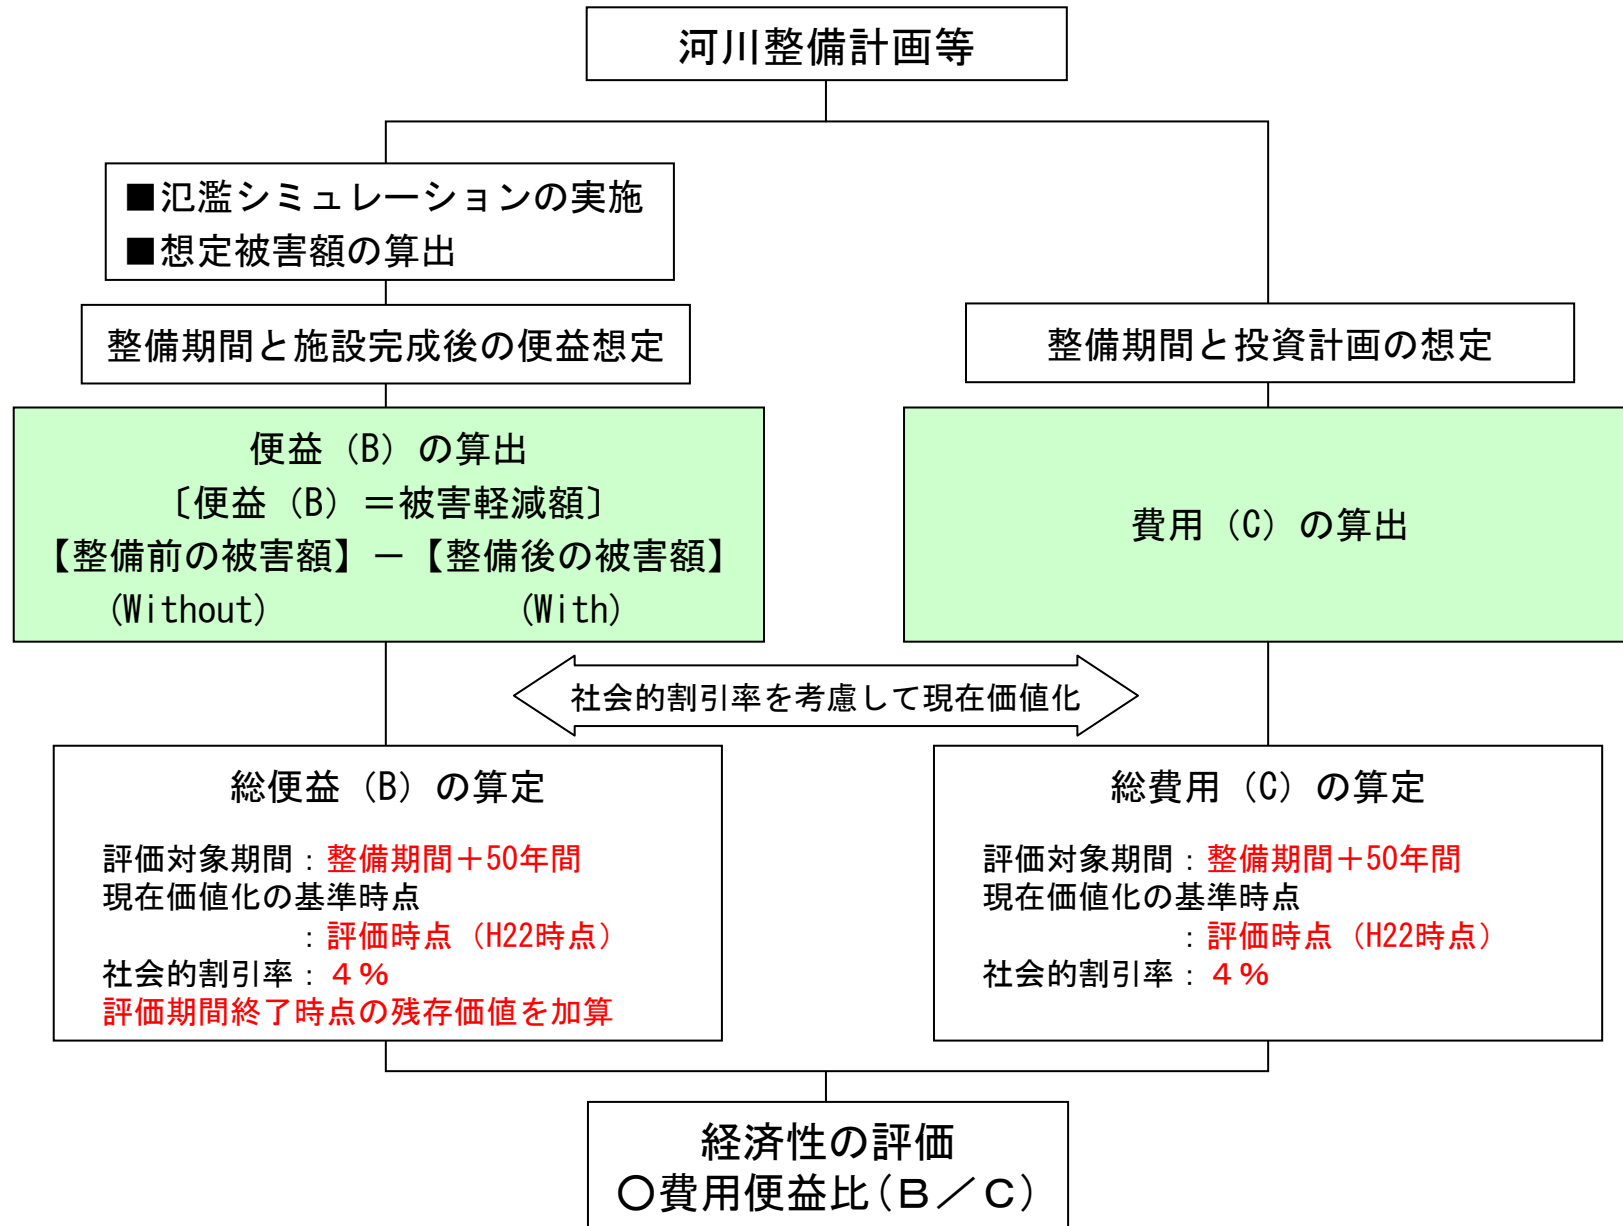 河川整備計画等
■氾濫シミュレーションの実施
■想定被害額の算出
整備期間と施設完成後の便益想定
整備期間と投資計画の想定
便益（B）の算出
〔便益（B）＝被害軽減額〕
【整備前の被害額】－【整備後の被害額】
(Without) (With)
費用（C）の算出
社会的割引率を考慮して現在価値化
総便益（B）の算定
評価対象期間：整備期間＋50年間
現在価値化の基準時点
：評価時点（H22時点）
社会的割引率：４％
評価期間終了時点の残存価値を加算
総費用（C）の算定
評価対象期間：整備期間＋50年間
現在価値化の基準時点
：評価時点（H22時点）
社会的割引率：４％
経済性の評価
○費用便益比(Ｂ／Ｃ)